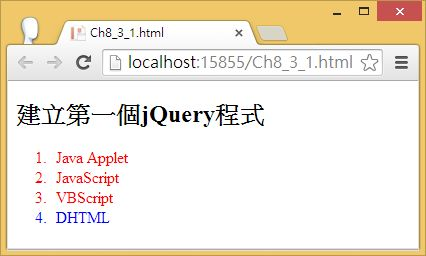 Ch8_3_1.html
localhost:15855/Ch8_3_1.html
建立第一個jQuery程式
1. Java Applet
2. JavaScript
3. VBScript
4. DHTML